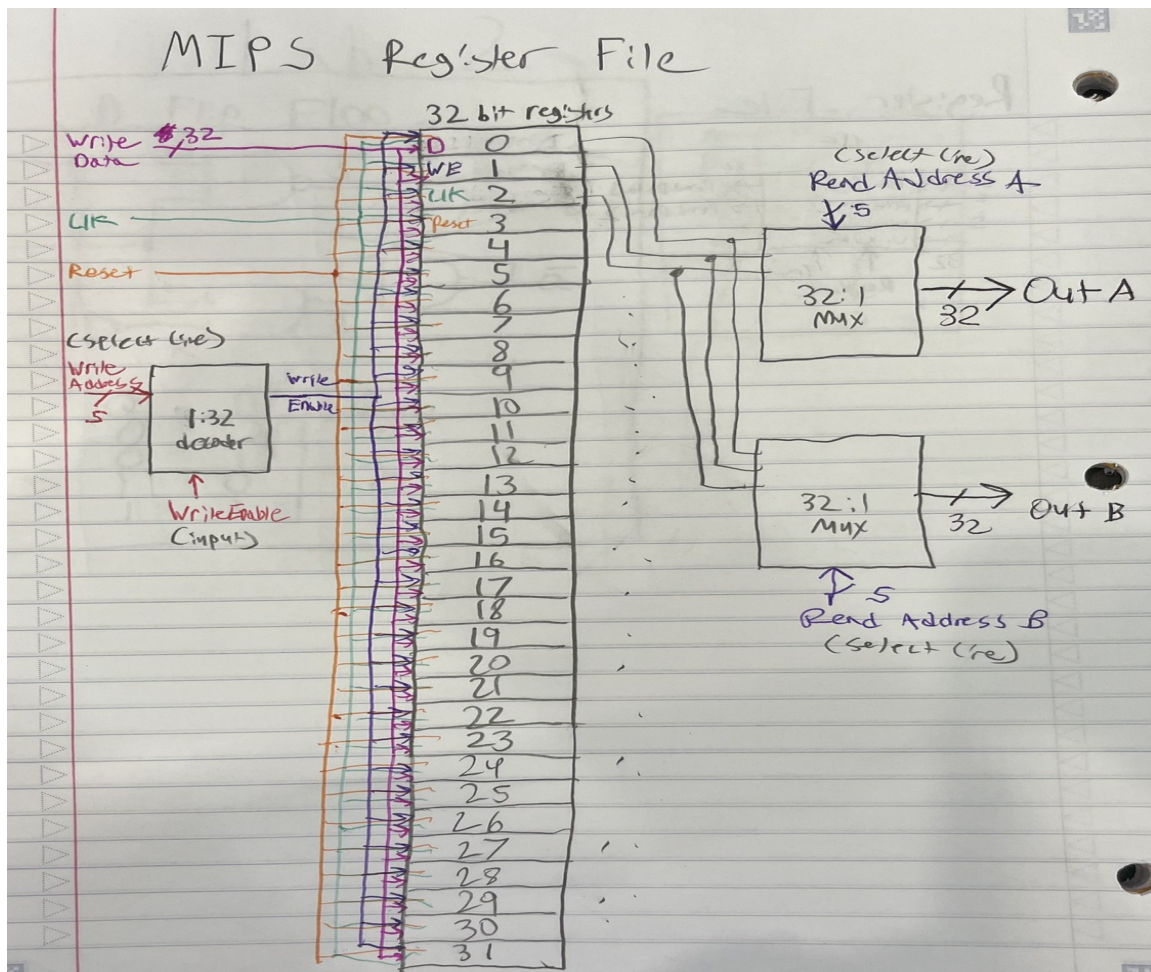 MIPS Register File
32 bit registrs
Write 32
Data
Clk
Reset
(select line)
Write
Address
5
1:32
decoder
Write
Enable
WriteEnable
(input)
D 0
WE 1
Clk 2
Reset 3
4
5
6
7
8
9
10
11
12
13
14
15
16
17
18
19
20
21
22
23
24
25
26
27
28
29
30
31
(select line)
Read Address A
5
32:1
Mux
32
Out A
32:1
Mux
32
Out B
5
Read Address B
(select line)